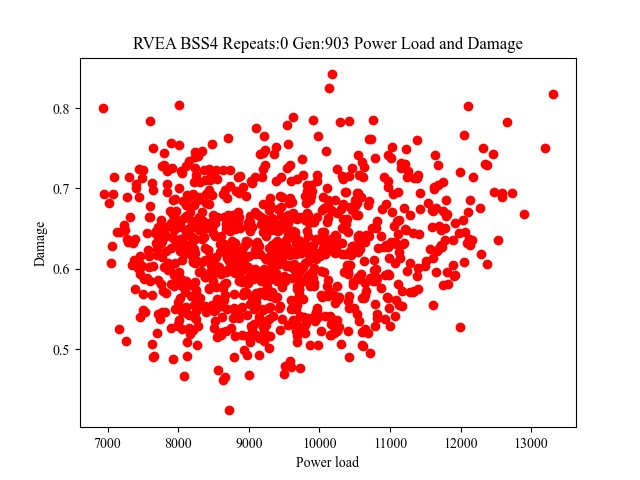 RVEA BSS4 Repeats:0 Gen:903 Power Load and Damage
0.8
0.7
0.6
0.5
Damage
7000 8000 9000 10000 11000 12000 13000
Power load